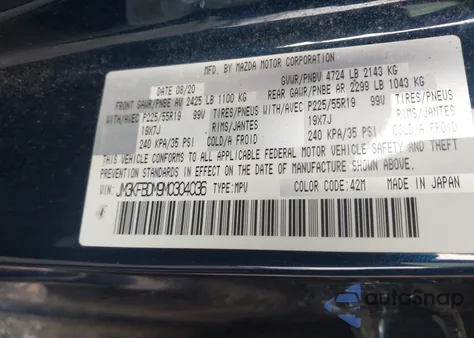 MFD. BY MAZDA MOTOR CORPORATION
DATE 08/20 GVWR/PNBV 4724 LB 2143 KG
FRONT GAWR/PNBE AV 2425 LB 1100 KG REAR GAWR/PNBE AR 2299 LB 1043 KG
WITH/AVEC P225/55R19 99V TIRES/PNEUS WITH/AVEC P225/55R19 99V TIRES/PNEUS
19X7J RIMS/JANTES 19X7J RIMS/JANTES
240 KPA/35 PSI COLD/A FROID 240 KPA/35 PSI COLD/A FROID
THIS VEHICLE CONFORMS TO ALL APPLICABLE FEDERAL MOTOR VEHICLE SAFETY AND THEFT
PREVENTION STANDARDS IN EFFECT ON THE DATE OF MANUFACTURE SHOWN ABOVE.
VIN: JM3KFBDM9M0304036 TYPE:MPV COLOR CODE:42M MADE IN JAPAN
autoSnap